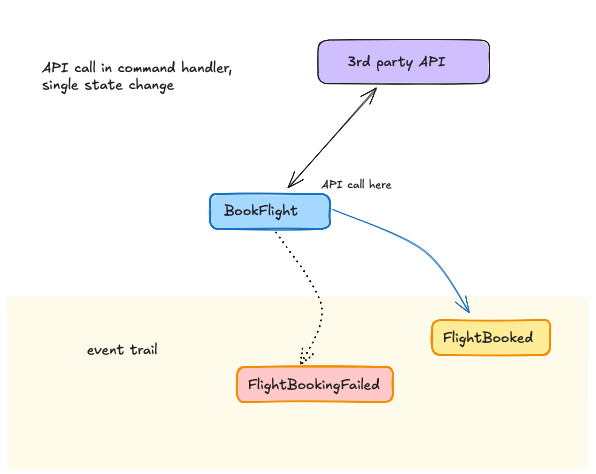 3rd party API
API call in command handler,
single state change
API call here
BookFlight
FlightBooked
event trail
FlightBookingFailed